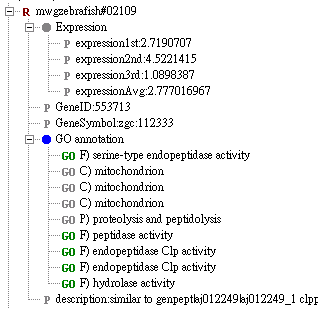 R mwgzebrafish#02109
Expression
P expression1st:2.7190707
P expression2nd:4.5221415
P expression3rd:1.0898387
P expressionAvg:2.777016967
P GeneID:553713
P GeneSymbol:zgc:112333
GO annotation
GO F) serine-type endopeptidase activity
GO C) mitochondrion
GO C) mitochondrion
GO C) mitochondrion
GO P) proteolysis and peptidolysis
GO F) peptidase activity
GO F) endopeptidase Clp activity
GO F) endopeptidase Clp activity
GO F) hydrolase activity
P description:similar to genpept|aj012249|aj012249_1 clpp